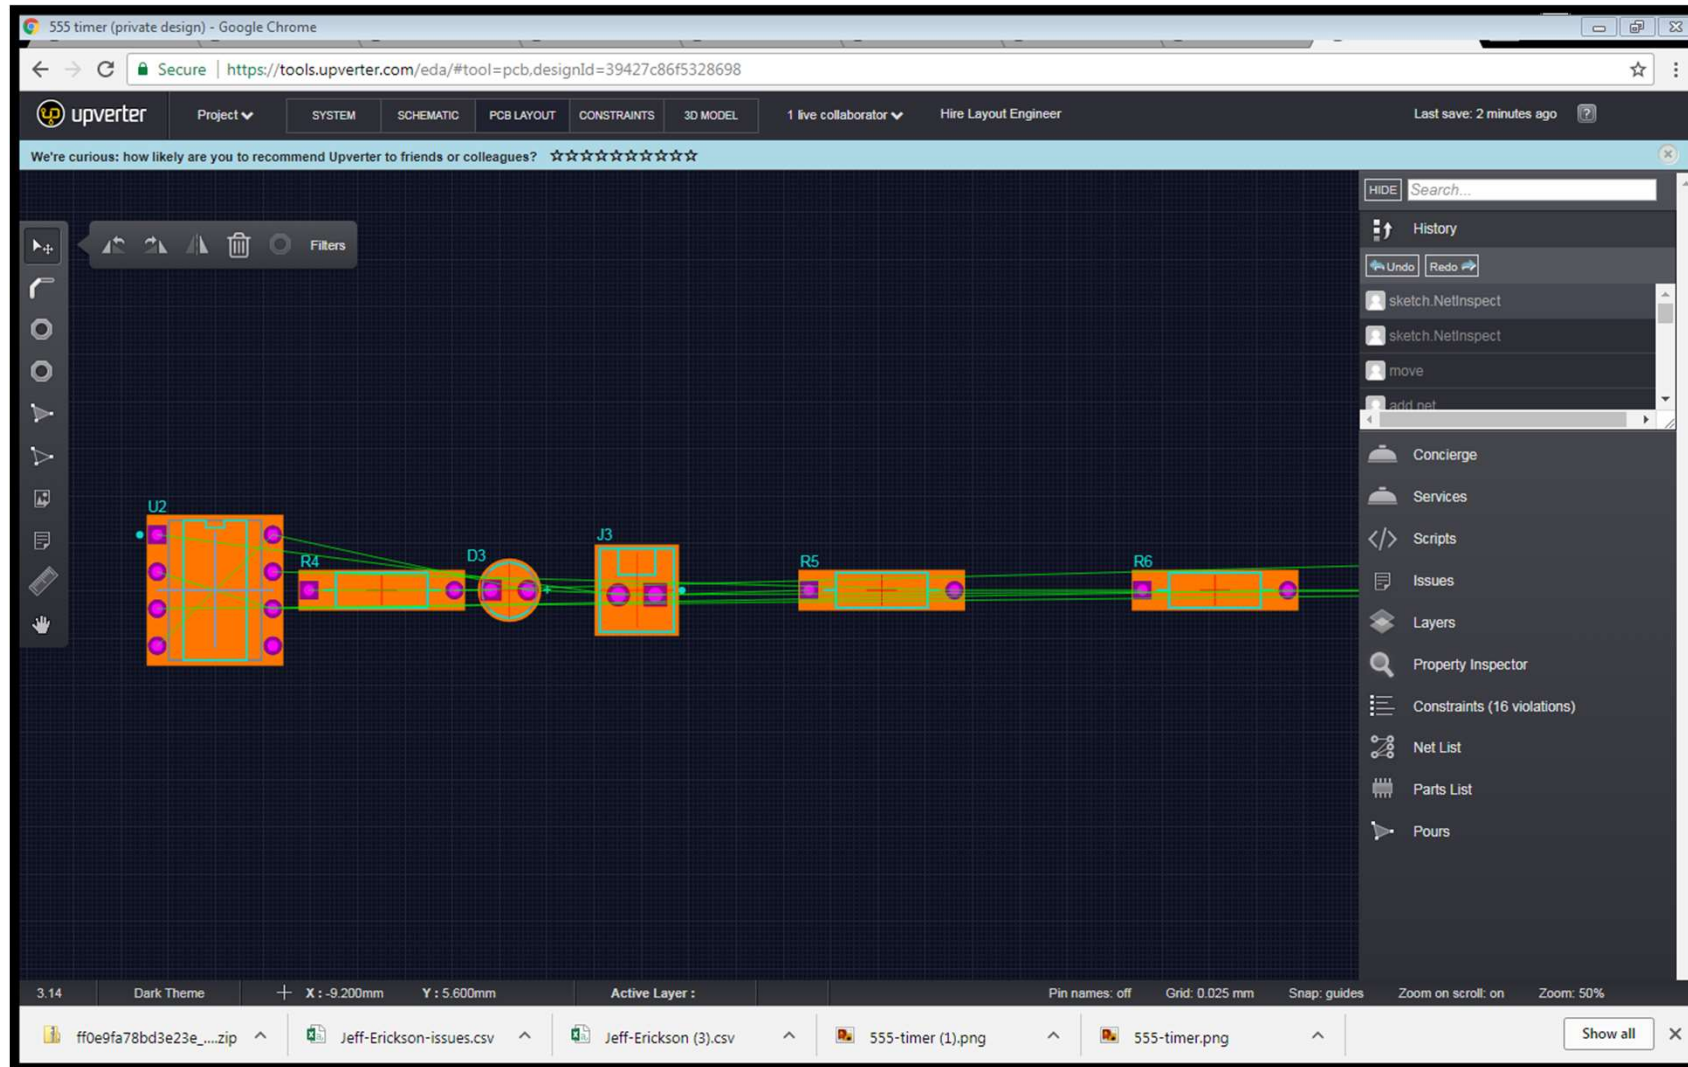 555 timer (private design) - Google Chrome
Secure | https://tools.upverter.com/eda/#tool=pcb,designId=39427c86f5328698
upverter Project SYSTEM SCHEMATIC PCB LAYOUT CONSTRAINTS 3D MODEL 1 live collaborator Hire Layout Engineer Last save: 2 minutes ago ?
We're curious: how likely are you to recommend Upverter to friends or colleagues?
HIDE Search...
History
Filters
Undo Redo
sketch.NetInspect
sketch.NetInspect
move
add net
Concierge
Services
Scripts
Issues
Layers
Property Inspector
Constraints (16 violations)
Net List
Parts List
Pours
U2
R4
D3
J3
R5
R6
3.14 Dark Theme X : -9.200mm Y : 5.600mm Active Layer : Pin names: off Grid: 0.025 mm Snap: guides Zoom on scroll: on Zoom: 50%
ff0e9fa78bd3e23e_....zip Jeff-Erickson-issues.csv Jeff-Erickson (3).csv 555-timer (1).png 555-timer.png Show all